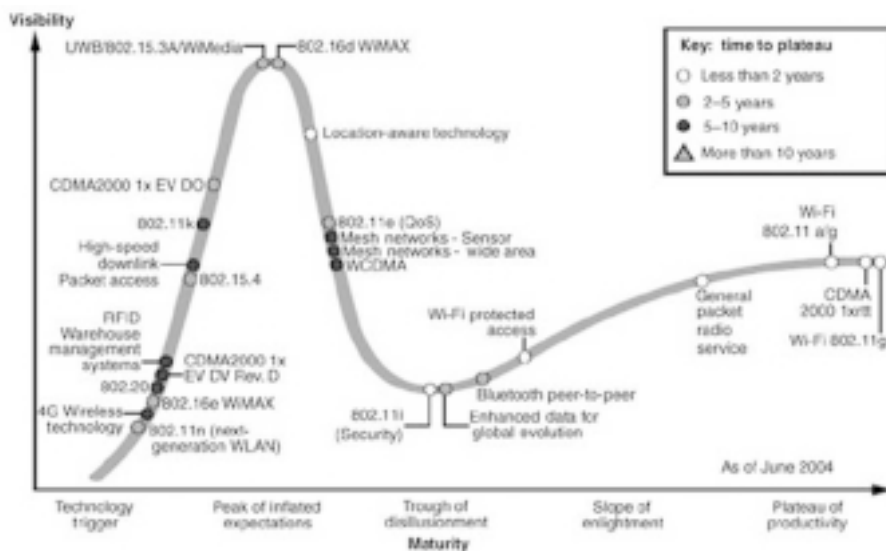 Visibility
UWB/802.15.3A/WiMedia
802.16d WiMAX
Key: time to plateau
Less than 2 years
2–5 years
5–10 years
More than 10 years
Location-aware technology
CDMA2000 1x EV DO
802.11k
High-speed
downlink
Packet access
802.15.4
802.11e (QoS)
Mesh networks - Sensor
Mesh networks - wide area
WCDMA
Wi-Fi
802.11 a/g
RFID
Warehouse
management
systems
CDMA2000 1x
EV DV Rev. D
802.20
802.16e WiMAX
4G Wireless
technology
802.11n (next-
generation WLAN)
Wi-Fi protected
access
General
packet
radio
service
CDMA
2000 1xrtt
Wi-Fi 802.11g
Bluetooth peer-to-peer
802.11i
(Security)
Enhanced data for
global evolution
As of June 2004
Technology
trigger
Peak of inflated
expectations
Trough of
disillusionment
Slope of
enlightenment
Plateau of
productivity
Maturity